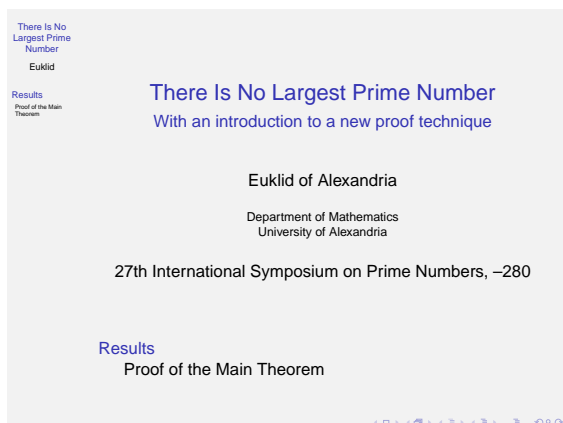 There Is No
Largest Prime
Number
Euklid
Results
Proof of the Main
Theorem
There Is No Largest Prime Number
With an introduction to a new proof technique
Euklid of Alexandria
Department of Mathematics
University of Alexandria
27th International Symposium on Prime Numbers, –280
Results
Proof of the Main Theorem